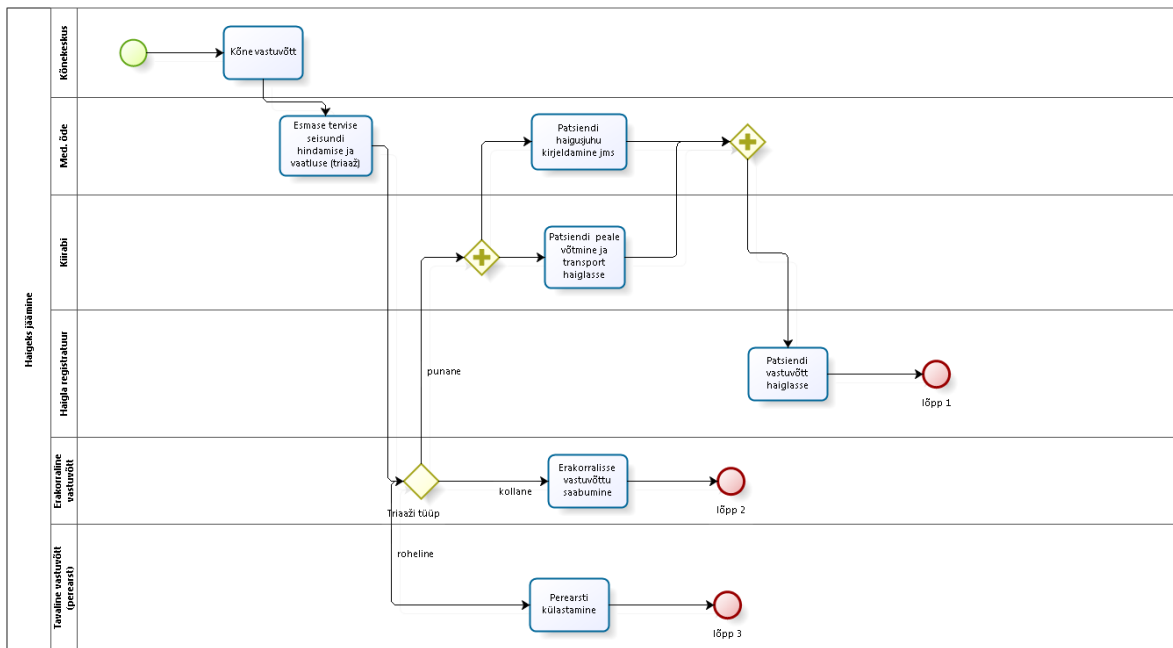 Haigeks jäämine
Kõnekeskus
Kõne vastuvõtt
Med. õde
Esmase tervise
seisundi
hindamise ja
vaatluse (triaaž)
Patsiendi
haigusjuhu
kirjeldamine jms
Kiirabi
Patsiendi peale
võtmine ja
transport
haiglasse
Haigla registratuur
punane
Patsiendi
vastuvõtt
haiglasse
lõpp 1
Erakorraline
vastuvõtt
Triaaži tüüp
kollane
Erakorralisse
vastuvõttu
saabumine
lõpp 2
Tavaline vastuvõtt
(perearst)
roheline
Perearsti
külastamine
lõpp 3